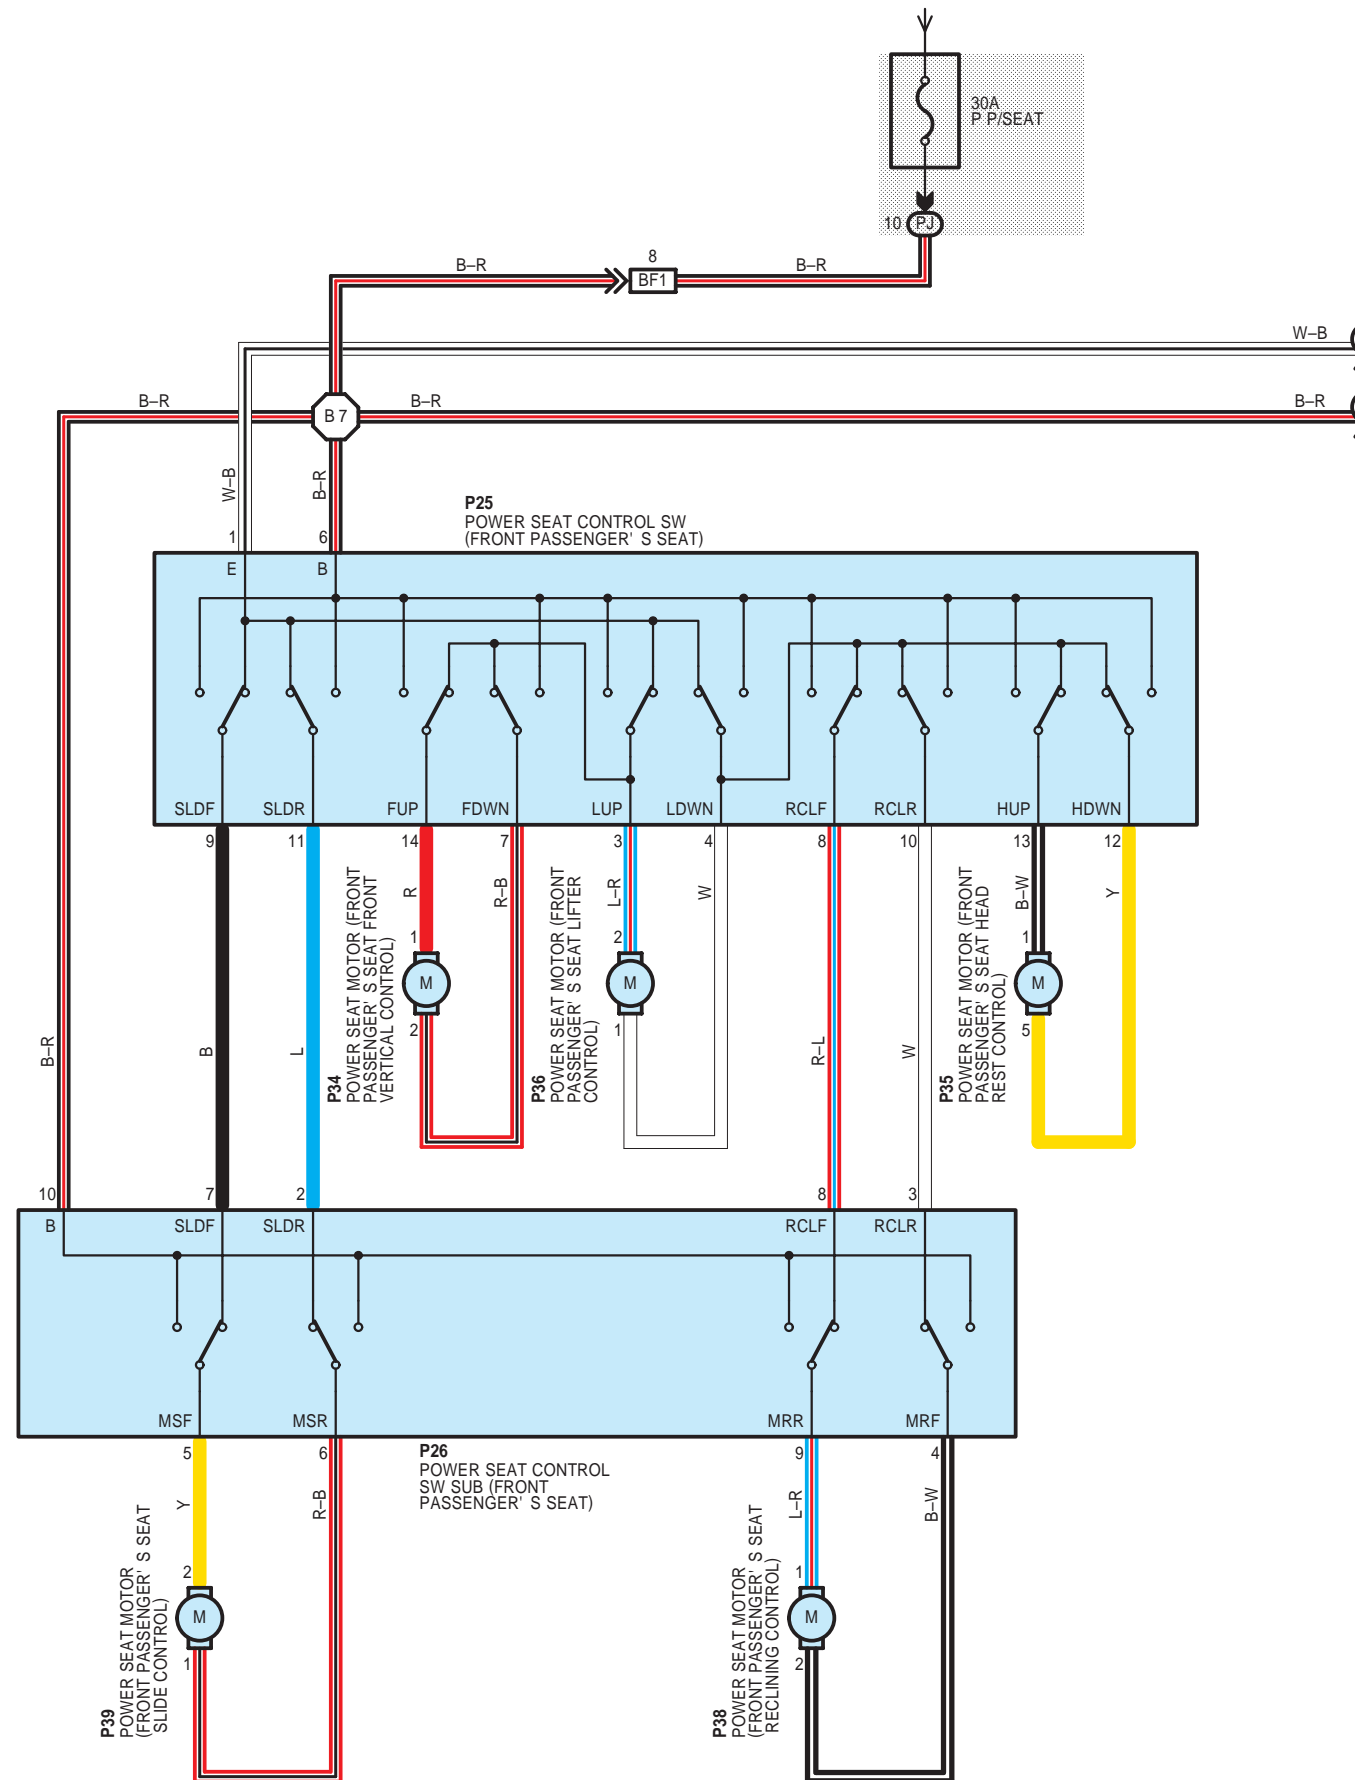 30A
P P/SEAT
10 PJ
8
B–R
B–R
BF1
W–B
B–R
B–R
B–R
B 7
W–B
B–R
P25
POWER SEAT CONTROL SW
(FRONT PASSENGER' S SEAT)
1
6
E
B
SLDF
SLDR
FUP
FDWN
LUP
LDWN
RCLF
RCLR
HUP
HDWN
9
11
14
7
3
4
8
10
13
12
R
R–B
L–R
W
B–W
Y
1
2
1
M
M
M
2
1
5
P34
POWER SEAT MOTOR (FRONT
PASSENGER' S SEAT FRONT
VERTICAL CONTROL)
P36
POWER SEAT MOTOR (FRONT
PASSENGER' S SEAT LIFTER
CONTROL)
P35
POWER SEAT MOTOR (FRONT
PASSENGER' S SEAT HEAD
REST CONTROL)
B–R
B
L
R–L
W
10
7
2
8
3
B
SLDF
SLDR
RCLF
RCLR
MSF
MSR
MRR
MRF
5
6
9
4
P26
POWER SEAT CONTROL
SW SUB (FRONT
PASSENGER' S SEAT)
Y
R–B
L–R
B–W
2
1
M
M
1
2
P39
POWER SEAT MOTOR
(FRONT PASSENGER' S SEAT
SLIDE CONTROL)
P38
POWER SEAT MOTOR
(FRONT PASSENGER' S SEAT
RECLINING CONTROL)